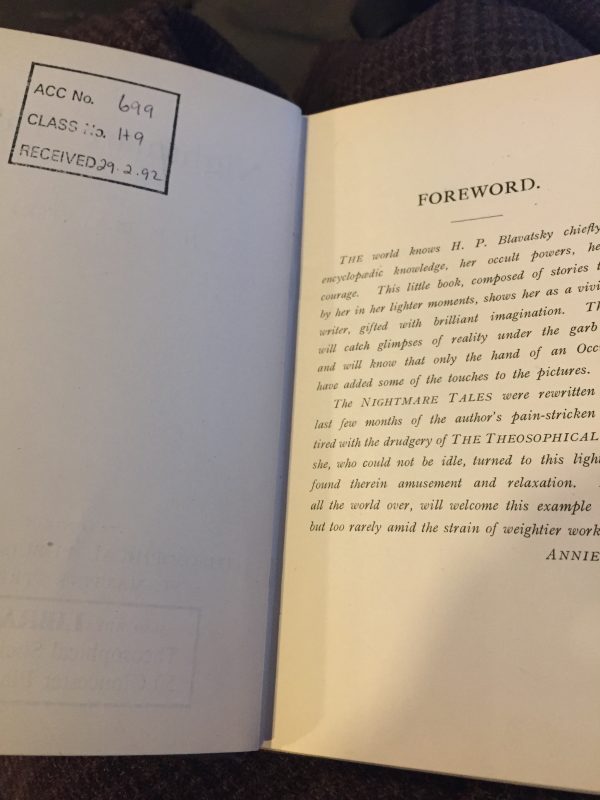 ACC No. 699
CLASS No. H9
RECEIVED 29.2.92
FOREWORD.
THE world knows H. P. Blavatsky chiefly
encyclopædic knowledge, her occult powers, he
courage. This little book, composed of stories t
by her in her lighter moments, shows her as a vivi
writer, gifted with brilliant imagination. Th
will catch glimpses of reality under the garb
and will know that only the hand of an Occ
have added some of the touches to the pictures.
The NIGHTMARE TALES were rewritten
last few months of the author's pain-stricken
tired with the drudgery of THE THEOSOPHICAL
she, who could not be idle, turned to this light
found therein amusement and relaxation.
all the world over, will welcome this example
but too rarely amid the strain of weightier work
ANNIE